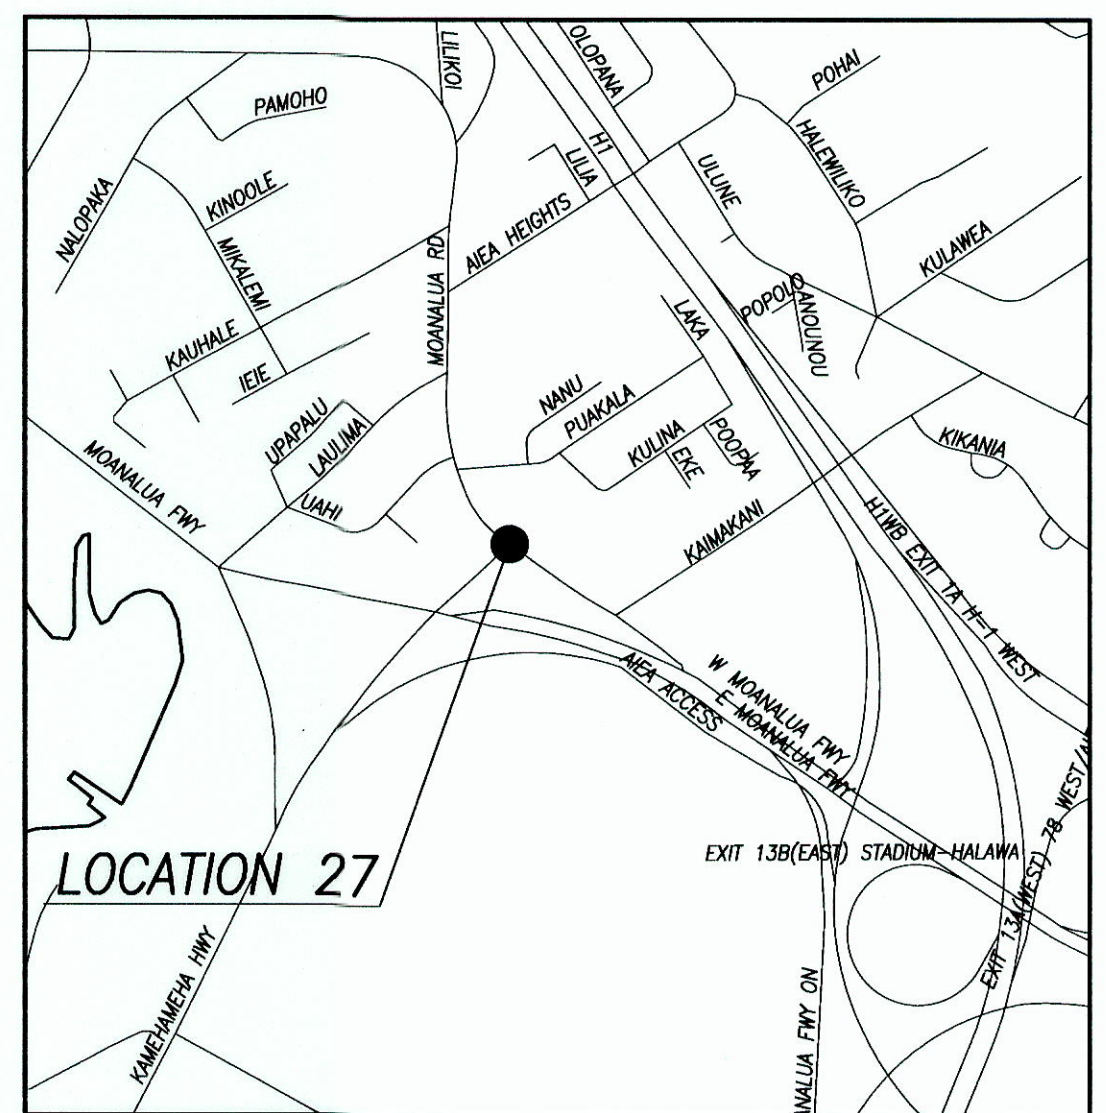 LILIKOI
OLOPANA
POHAI
PAMOHO
H1
HALEWILIKO
LILIA
ULUNE
NALOPAKA
KINOOLE
AIEA HEIGHTS
MIKALEMI
MOANALUA RD
KULAWEA
POPOLO
ANOUNOU
LAKA
KAUHALE
IEIE
NANU
PUAKALA
UPAPALU
LAULIMA
KULINA
POOPAA
EKE
KIKANIA
MOANALUA FWY
UAHI
KAIMAKANI
H1WB EXIT 1A H-1 WEST
W MOANALUA FWY
E MOANALUA FWY
AIEA ACCESS
EXIT 13B(EAST) STADIUM-HALAWA
EXIT 13A(WEST)- 7B WEST/
LOCATION 27
KAMEHAMEHA HWY
ANALUA FWY ON